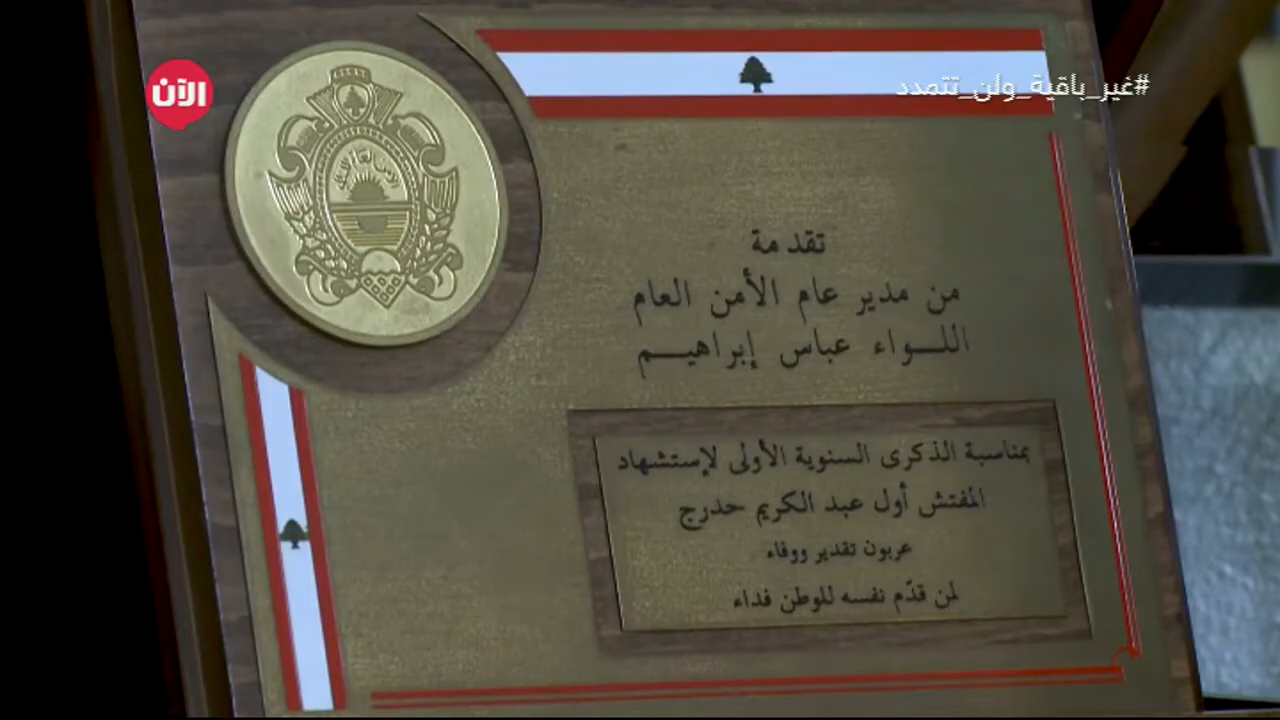 الآن
#غير_باقية_ولن_تتمدد
تقدمة
من مدير عام الأمن العام
اللـــواء عباس إبراهيـــم
بمناسبة الذكرى السنوية الأولى لإستشهاد
المفتش أول عبد الكريم حدرج
عربون تقدير ووفاء
لمن قدّم نفسه للوطن فداء